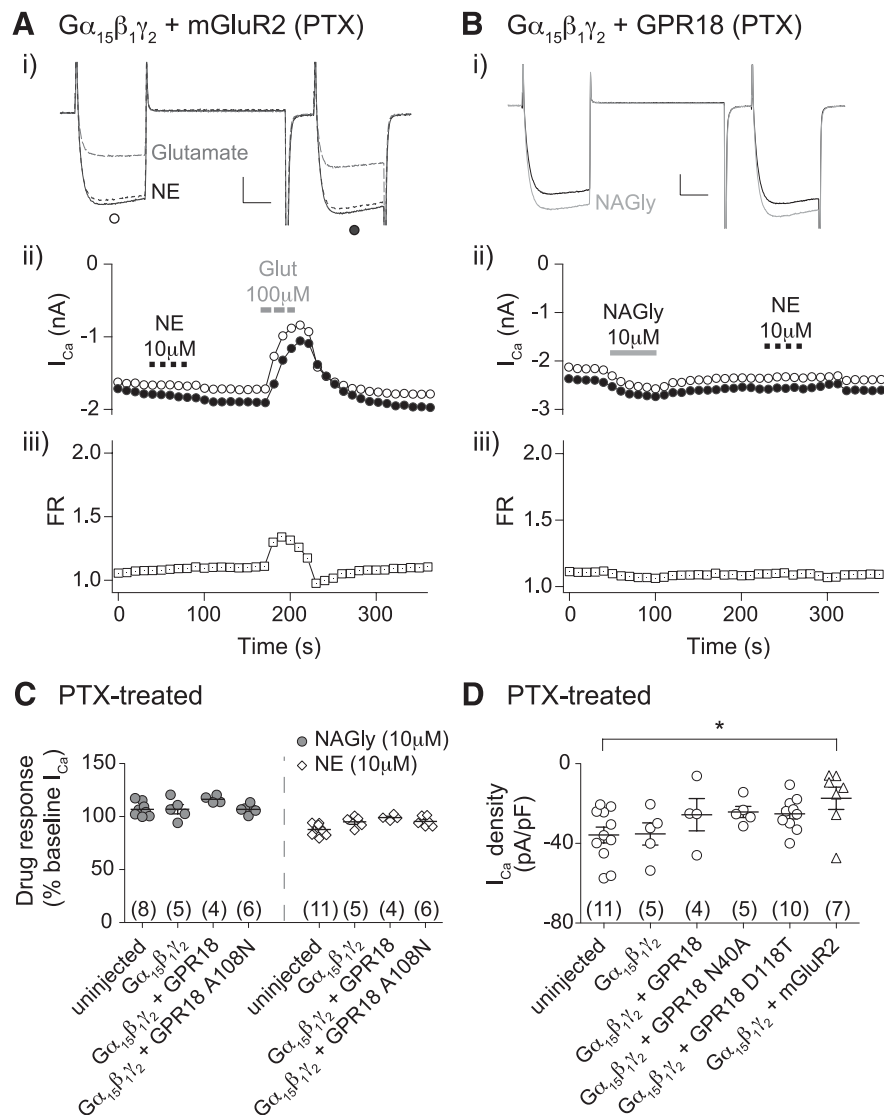 A Gα15β1γ2 + mGluR2 (PTX)
i)
Glutamate
NE
ii)
0
-1
-2
ICa (nA)
NE
10μM
Glut
100μM
iii)
2.0
1.5
1.0
FR
0 100 200 300
Time (s)
B Gα15β1γ2 + GPR18 (PTX)
i)
NAGly
ii)
0
-1
-2
-3
ICa (nA)
NAGly
10μM
NE
10μM
iii)
2.0
1.5
1.0
FR
0 100 200 300
Time (s)
C PTX-treated
NAGly (10μM)
NE (10μM)
Drug response
(% baseline ICa)
150
100
50
0
(8) (5) (4) (6) (11) (5) (4) (6)
uninjected
Gα15β1γ2
Gα15β1γ2 + GPR18
Gα15β1γ2 + GPR18 A108N
uninjected
Gα15β1γ2
Gα15β1γ2 + GPR18
Gα15β1γ2 + GPR18 A108N
D PTX-treated
*
ICa density
(pA/pF)
0
-40
-80
(11) (5) (4) (5) (10) (7)
uninjected
Gα15β1γ2
Gα15β1γ2 + GPR18
Gα15β1γ2 + GPR18 N40A
Gα15β1γ2 + GPR18 D118T
Gα15β1γ2 + mGluR2